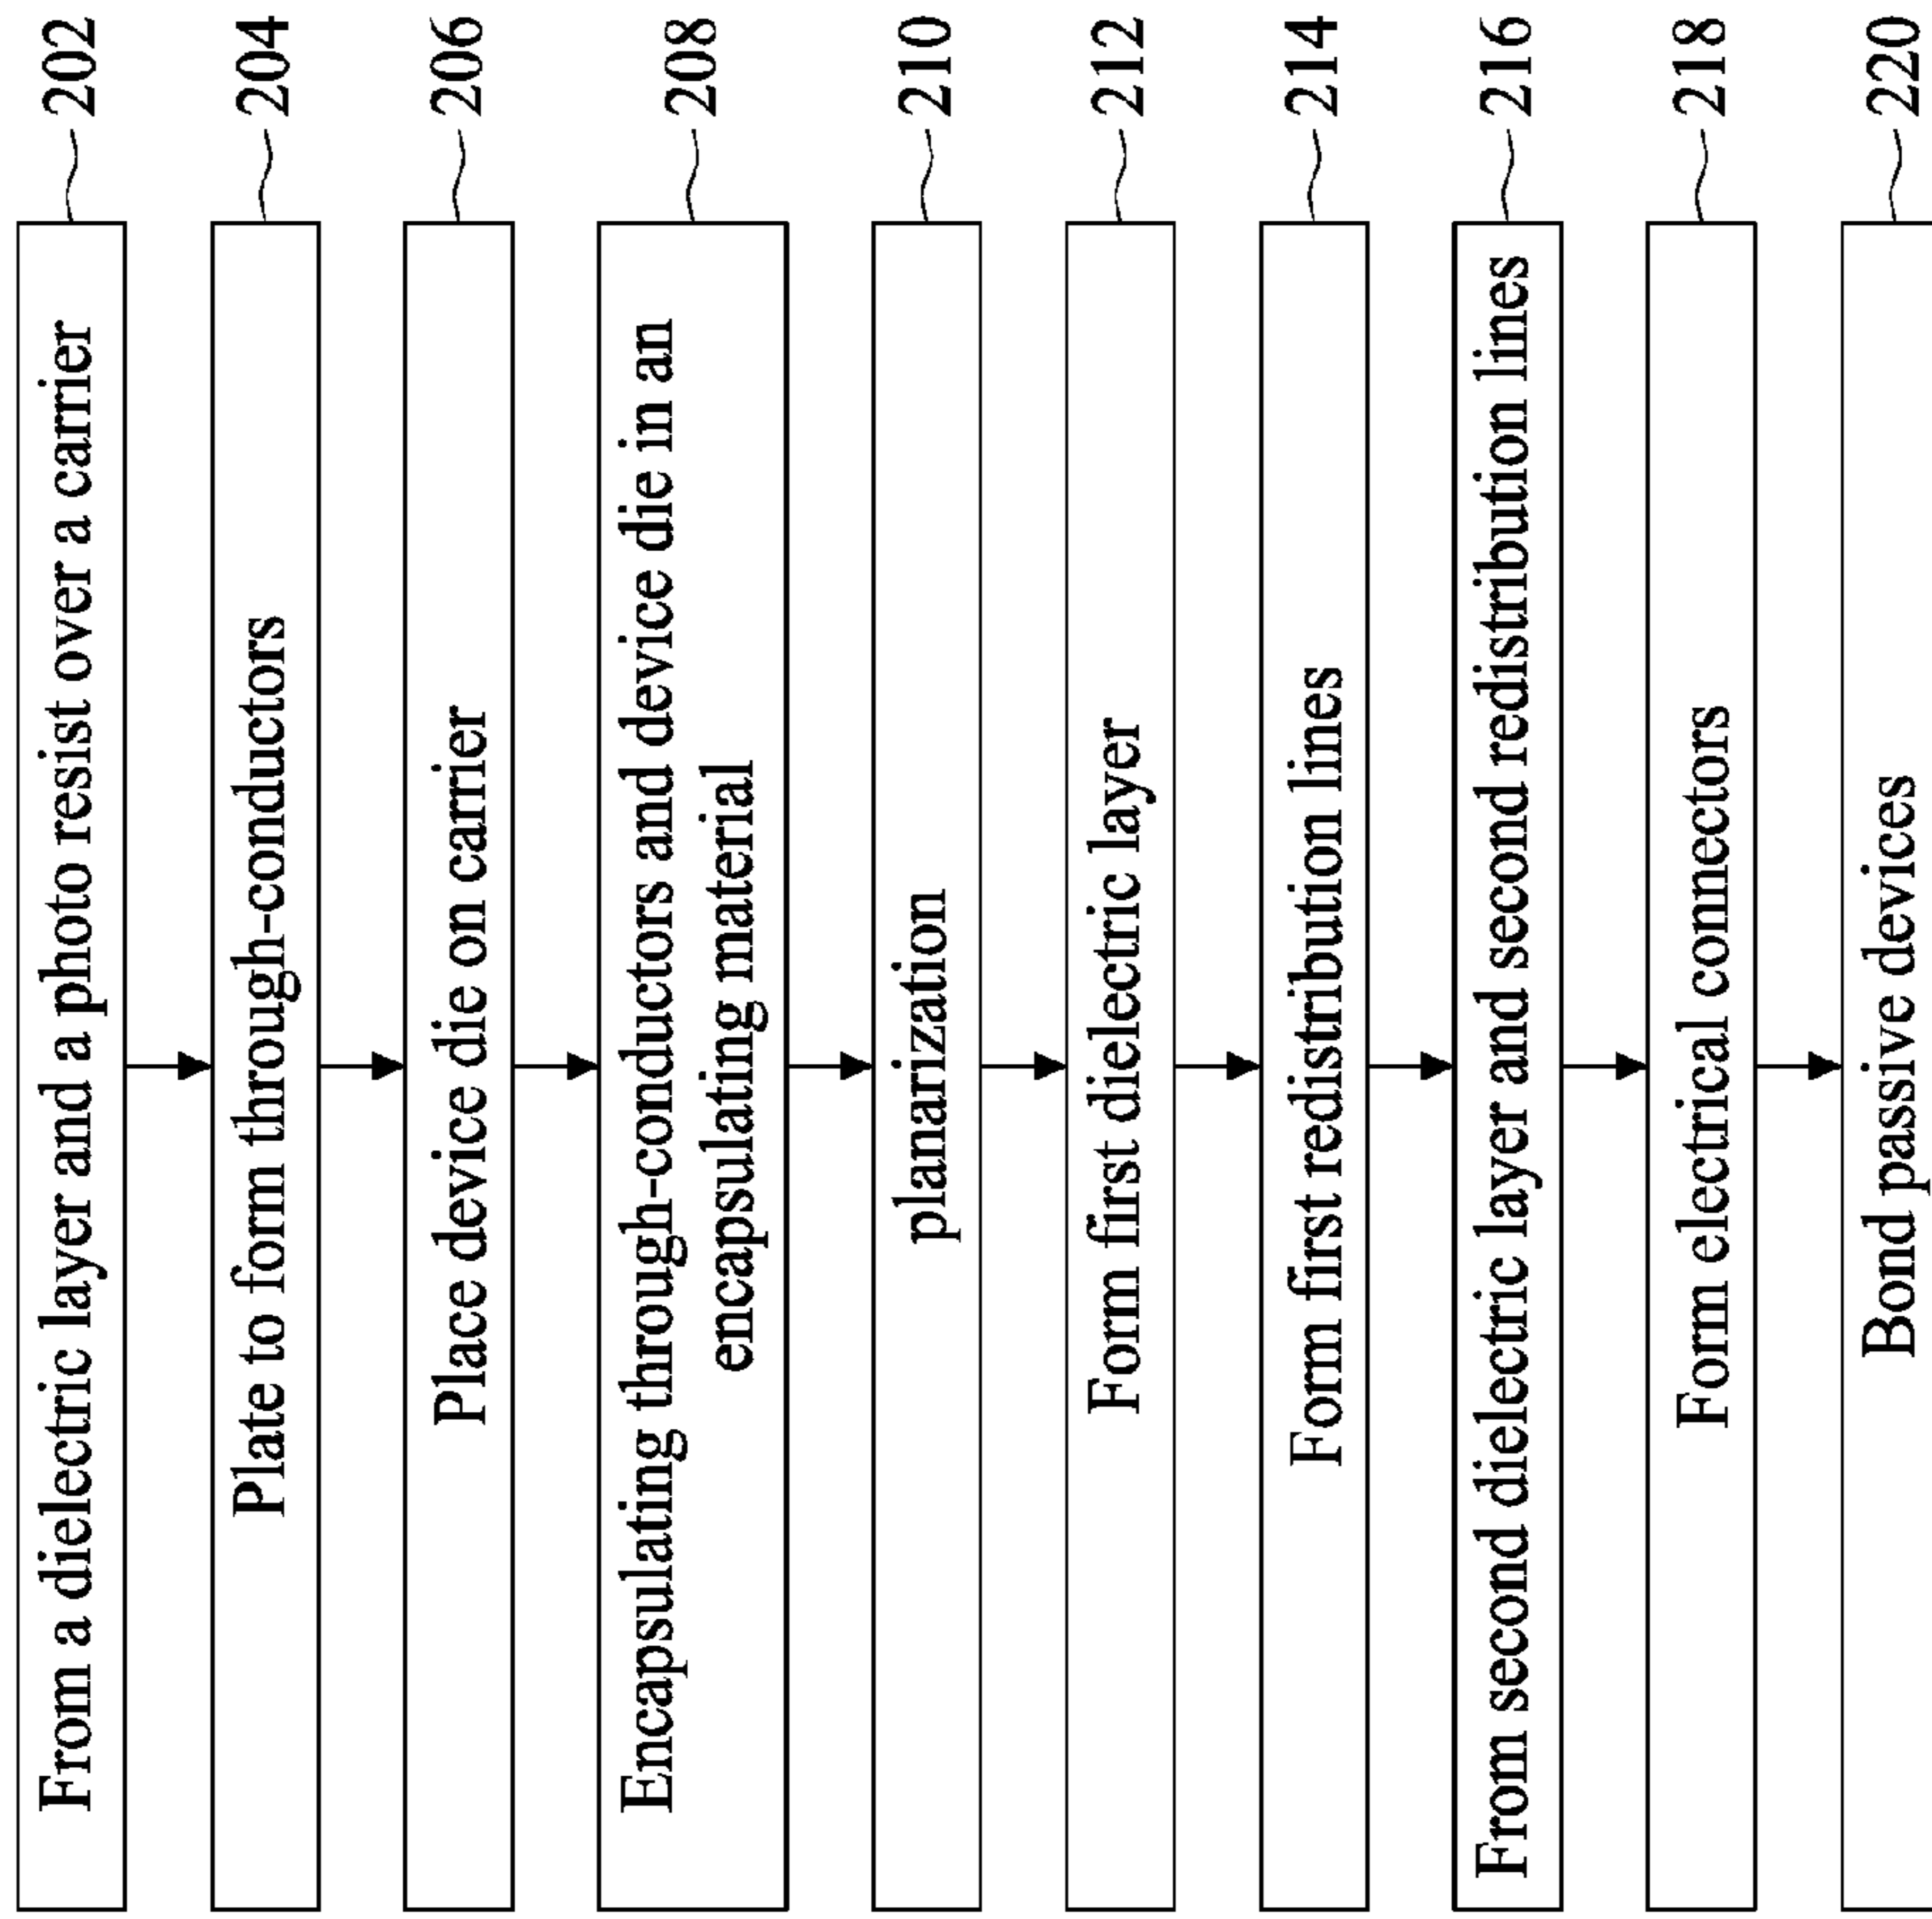 From a dielectric layer and a photo resist over a carrier
202
Plate to form through-conductors
204
Place device die on carrier
206
Encapsulating through-conductors and device die in an
encapsulating material
208
planarization
210
Form first dielectric layer
212
Form first redistribution lines
214
From second dielectric layer and second redistribution lines
216
Form electrical connectors
218
Bond passive devices
220